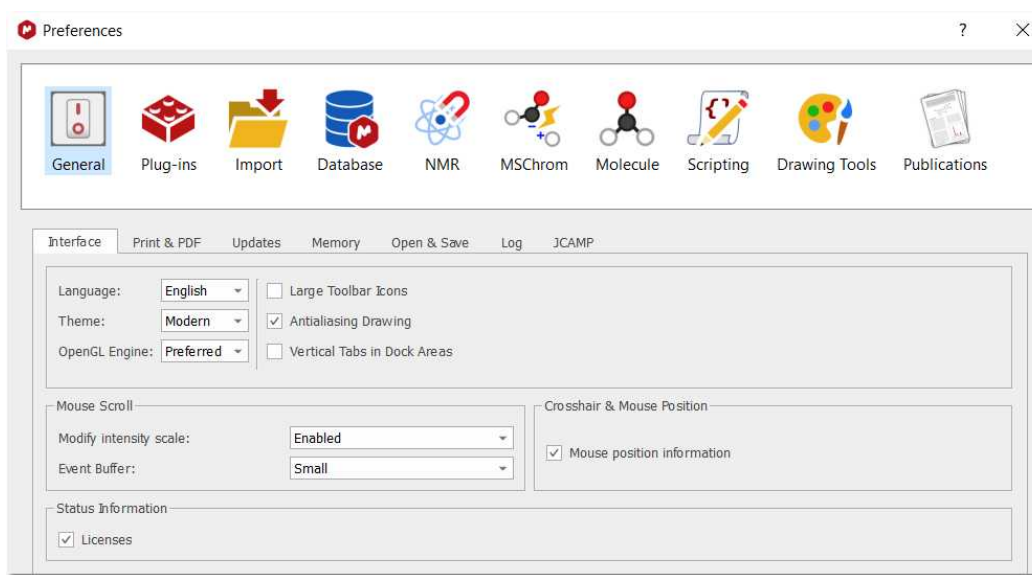 Preferences
General Plug-ins Import Database NMR MSChrom Molecule Scripting Drawing Tools Publications
Interface Print & PDF Updates Memory Open & Save Log JCAMP
Language: English Large Toolbar Icons
Theme: Modern Antialiasing Drawing
OpenGL Engine: Preferred Vertical Tabs in Dock Areas
Mouse Scroll Crosshair & Mouse Position
Modify intensity scale: Enabled
Mouse position information
Event Buffer: Small
Status Information
Licenses